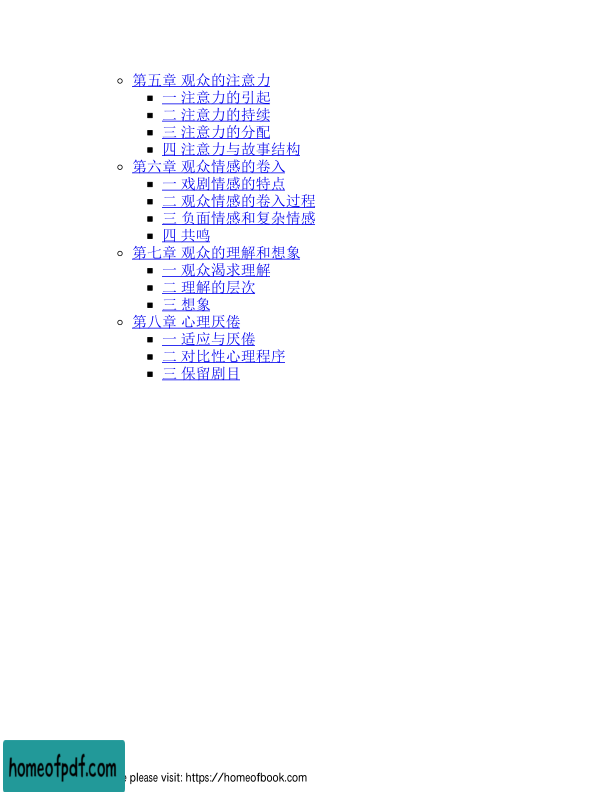 第五章 观众的注意力
一 注意力的引起
二 注意力的持续
三 注意力的分配
四 注意力与故事结构
第六章 观众情感的卷入
一 戏剧情感的特点
二 观众情感的卷入过程
三 负面情感和复杂情感
四 共鸣
第七章 观众的理解和想象
一 观众渴求理解
二 理解的层次
三 想象
第八章 心理厌倦
一 适应与厌倦
二 对比性心理程序
三 保留剧目
homeofpdf.com
please visit: https://homeofbook.com